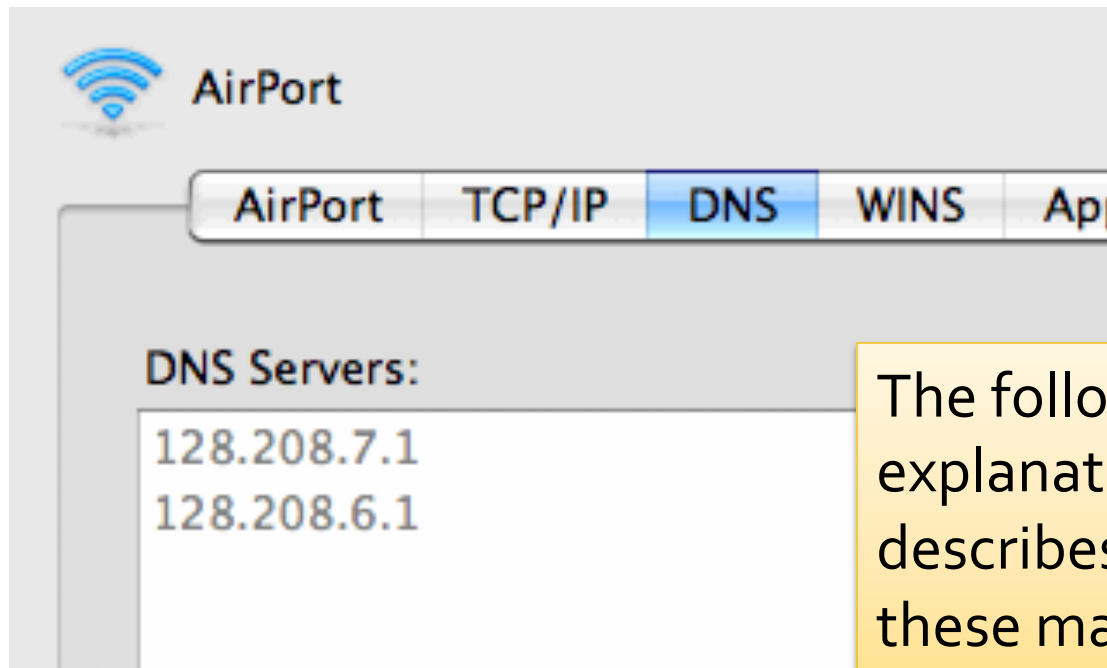 AirPort
AirPort TCP/IP DNS WINS App
DNS Servers:
128.208.7.1
128.208.6.1
The follo
explanat
describes
these ma